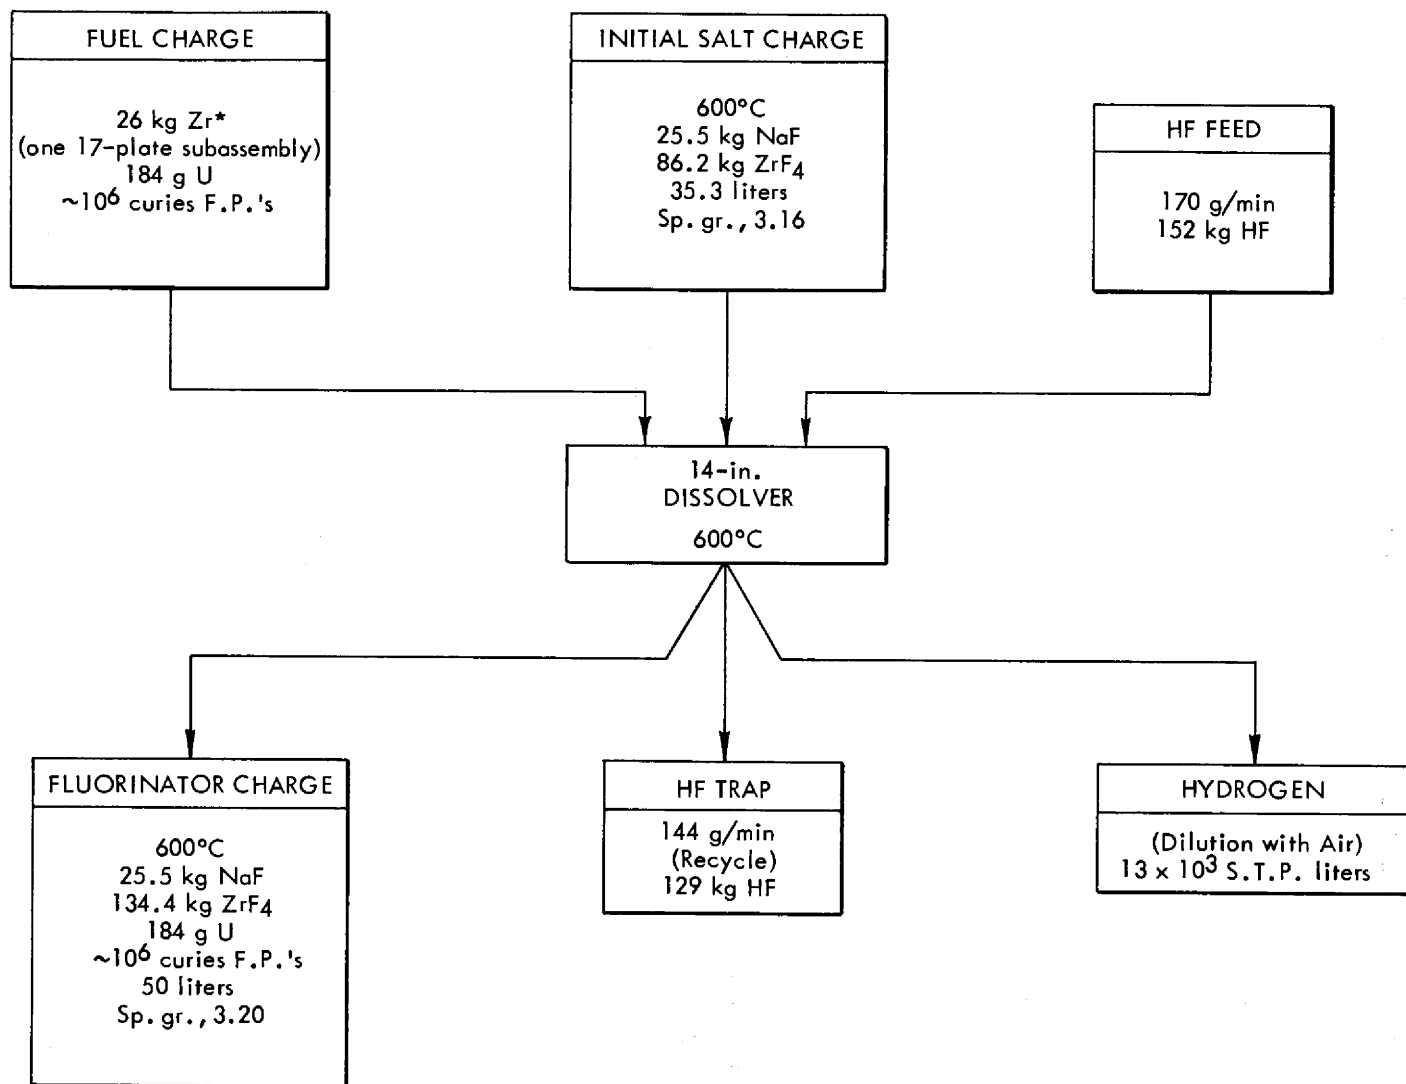 FUEL CHARGE
26 kg Zr*
(one 17-plate subassembly)
184 g U
~10⁶ curies F.P.'s
INITIAL SALT CHARGE
600°C
25.5 kg NaF
86.2 kg ZrF₄
35.3 liters
Sp. gr., 3.16
HF FEED
170 g/min
152 kg HF
14-in.
DISSOLVER
600°C
FLUORINATOR CHARGE
600°C
25.5 kg NaF
134.4 kg ZrF₄
184 g U
~10⁶ curies F.P.'s
50 liters
Sp. gr., 3.20
HF TRAP
144 g/min
(Recycle)
129 kg HF
HYDROGEN
(Dilution with Air)
13 x 10³ S.T.P. liters